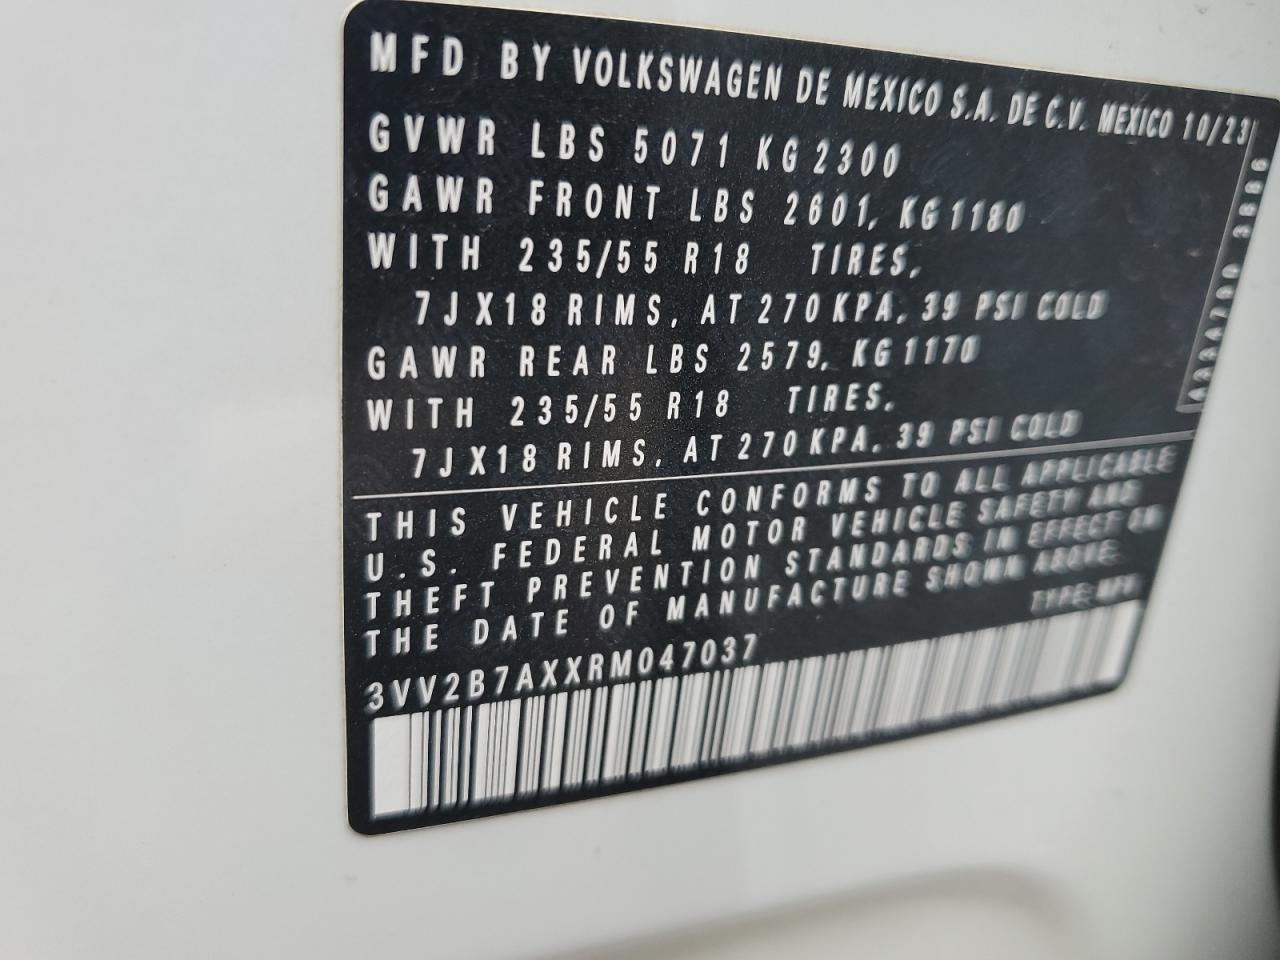 MFD BY VOLKSWAGEN DE MEXICO S.A. DE C.V. MEXICO 10/23
GVWR LBS 5071 KG 2300
GAWR FRONT LBS 2601, KG 1180
WITH 235/55 R18 TIRES,
7JX18 RIMS, AT 270 KPA, 39 PSI COLD
GAWR REAR LBS 2579, KG 1170
WITH 235/55 R18 TIRES,
7JX18 RIMS, AT 270 KPA, 39 PSI COLD
THIS VEHICLE CONFORMS TO ALL APPLICABLE
U.S. FEDERAL MOTOR VEHICLE SAFETY AND
THEFT PREVENTION STANDARDS IN EFFECT ON
THE DATE OF MANUFACTURE SHOWN ABOVE.
TYPE: MPV
3VV2B7AXXRM047037